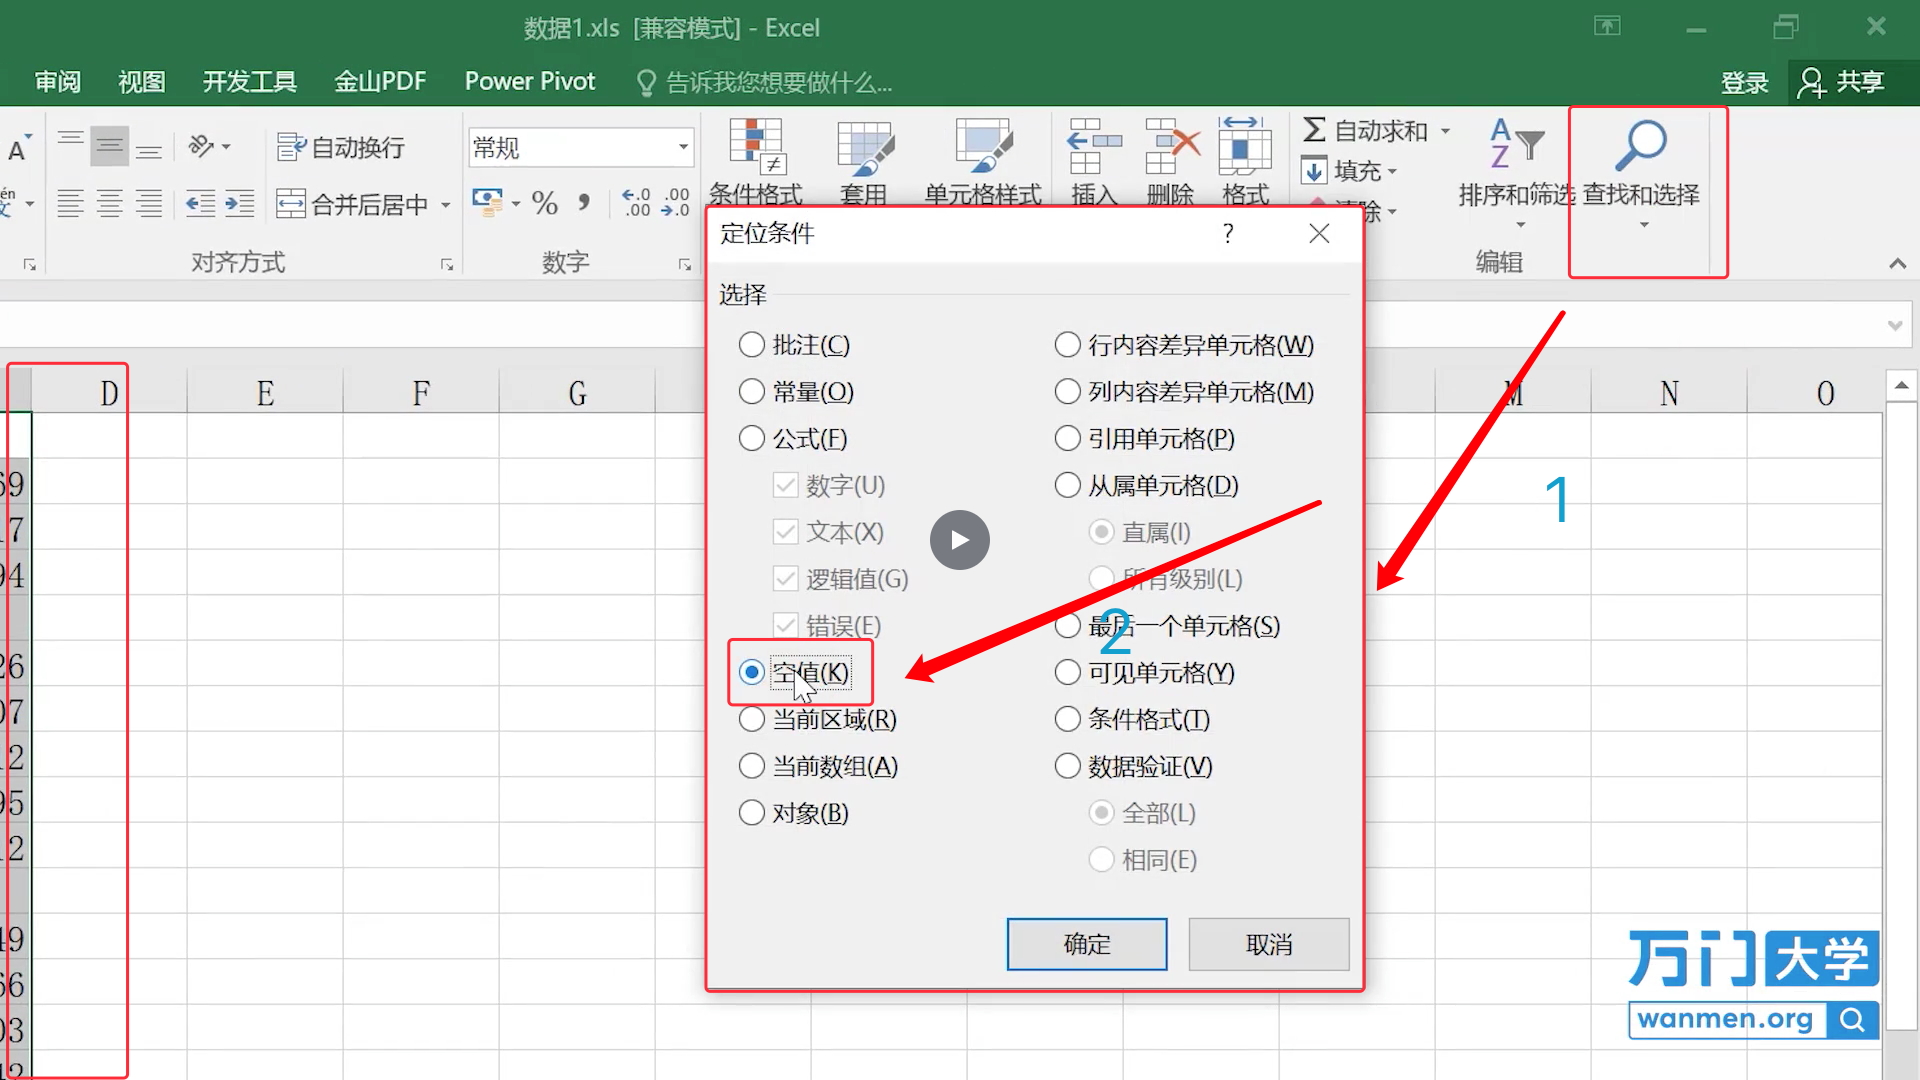 数据1.xls [兼容模式] - Excel
审阅 视图 开发工具 金山PDF Power Pivot 告诉我您想要做什么... 登录 共享
A 自动换行 常规 条件格式 套用 单元格样式 插入 删除 格式 自动求和 填充 排序和筛选 查找和选择
合并后居中 % .00
对齐方式 数字 编辑
定位条件 ?
选择
批注(C) 行内容差异单元格(W)
常量(O) 列内容差异单元格(M)
公式(F) 引用单元格(P)
数字(U) 从属单元格(D)
文本(X) 直属(I)
逻辑值(G) 所有级别(L)
错误(E) 最后一个单元格(S)
空值(K) 可见单元格(Y)
当前区域(R) 条件格式(T)
当前数组(A) 数据验证(V)
对象(B) 全部(L)
相同(E)
确定 取消
D E F G M N O
69
17
94
26
07
12
95
12
49
66
03
1
2
万门大学
wanmen.org